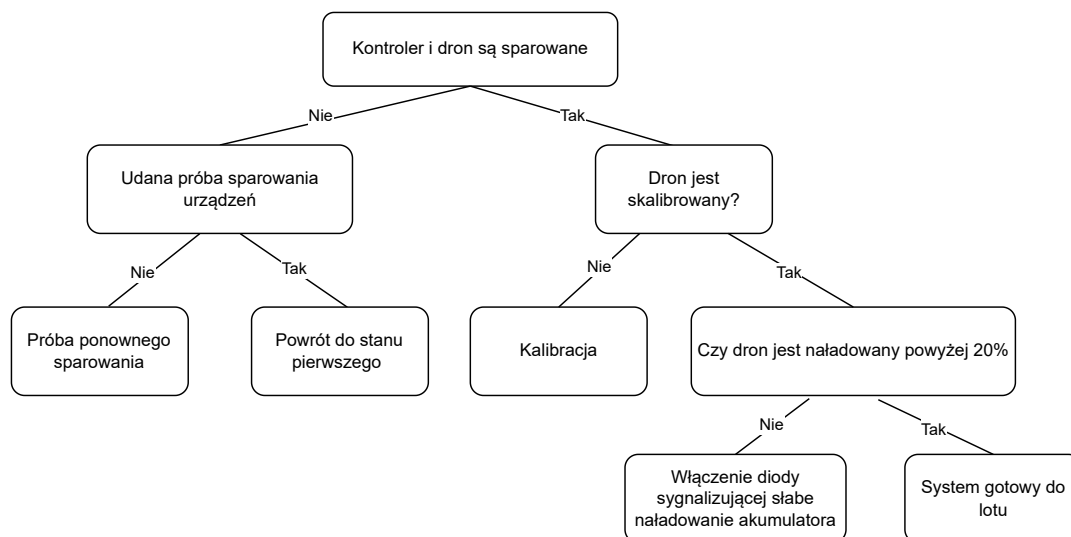 Kontroler i dron są sparowane
Nie
Tak
Udana próba sparowania
urządzeń
Dron jest
skalibrowany?
Nie
Tak
Nie
Tak
Próba ponownego
sparowania
Powrót do stanu
pierwszego
Kalibracja
Czy dron jest naładowany powyżej 20%
Nie
Tak
Włączenie diody
sygnalizującej słabe
naładowanie akumulatora
System gotowy do
lotu